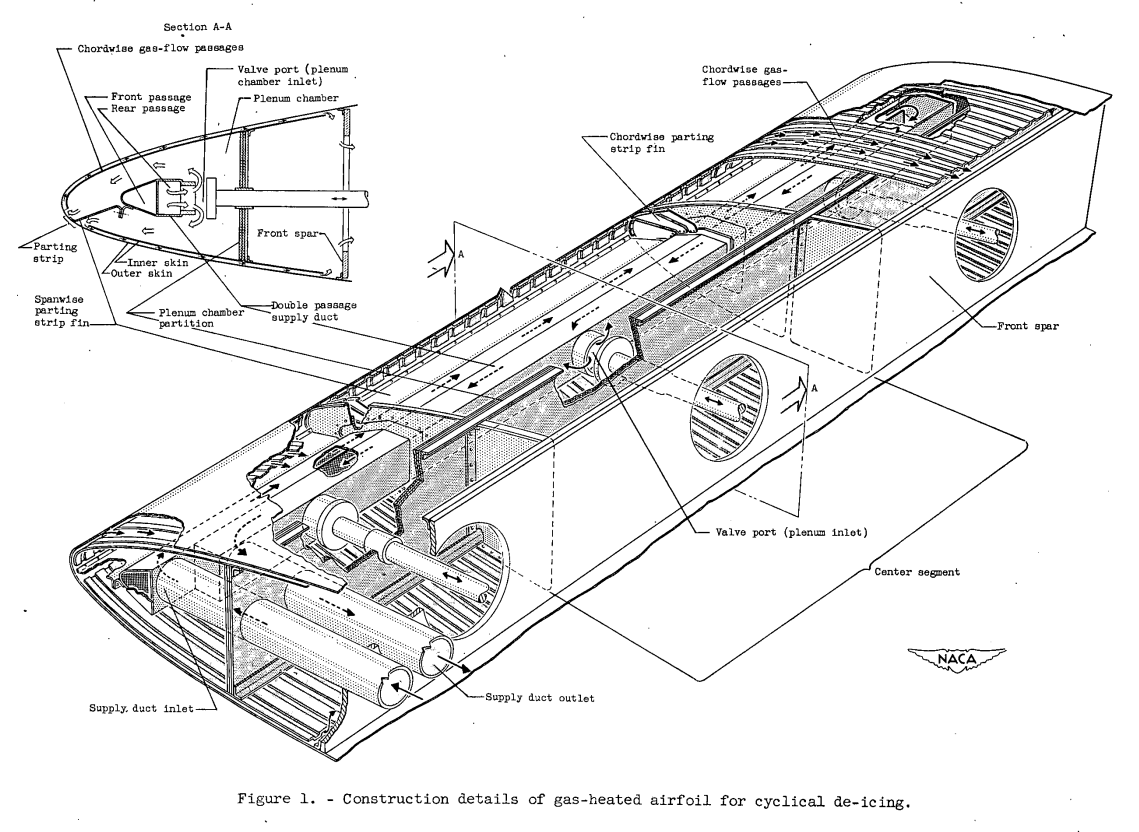 Section A-A
Chordwise gas-flow passages
Valve port (plenum
chamber inlet)
Front passage
Rear passage
Plenum chamber
Chordwise gas-
flow passages
Chordwise parting
strip fin
Front spar
Parting
strip
Inner skin
Outer skin
A
Spanwise
parting
strip fin
Plenum chamber
partition
Double passage
supply duct
Front spar
A
Valve port (plenum inlet)
Center segment
NACA
Supply duct outlet
Supply duct inlet
Figure 1. - Construction details of gas-heated airfoil for cyclical de-icing.